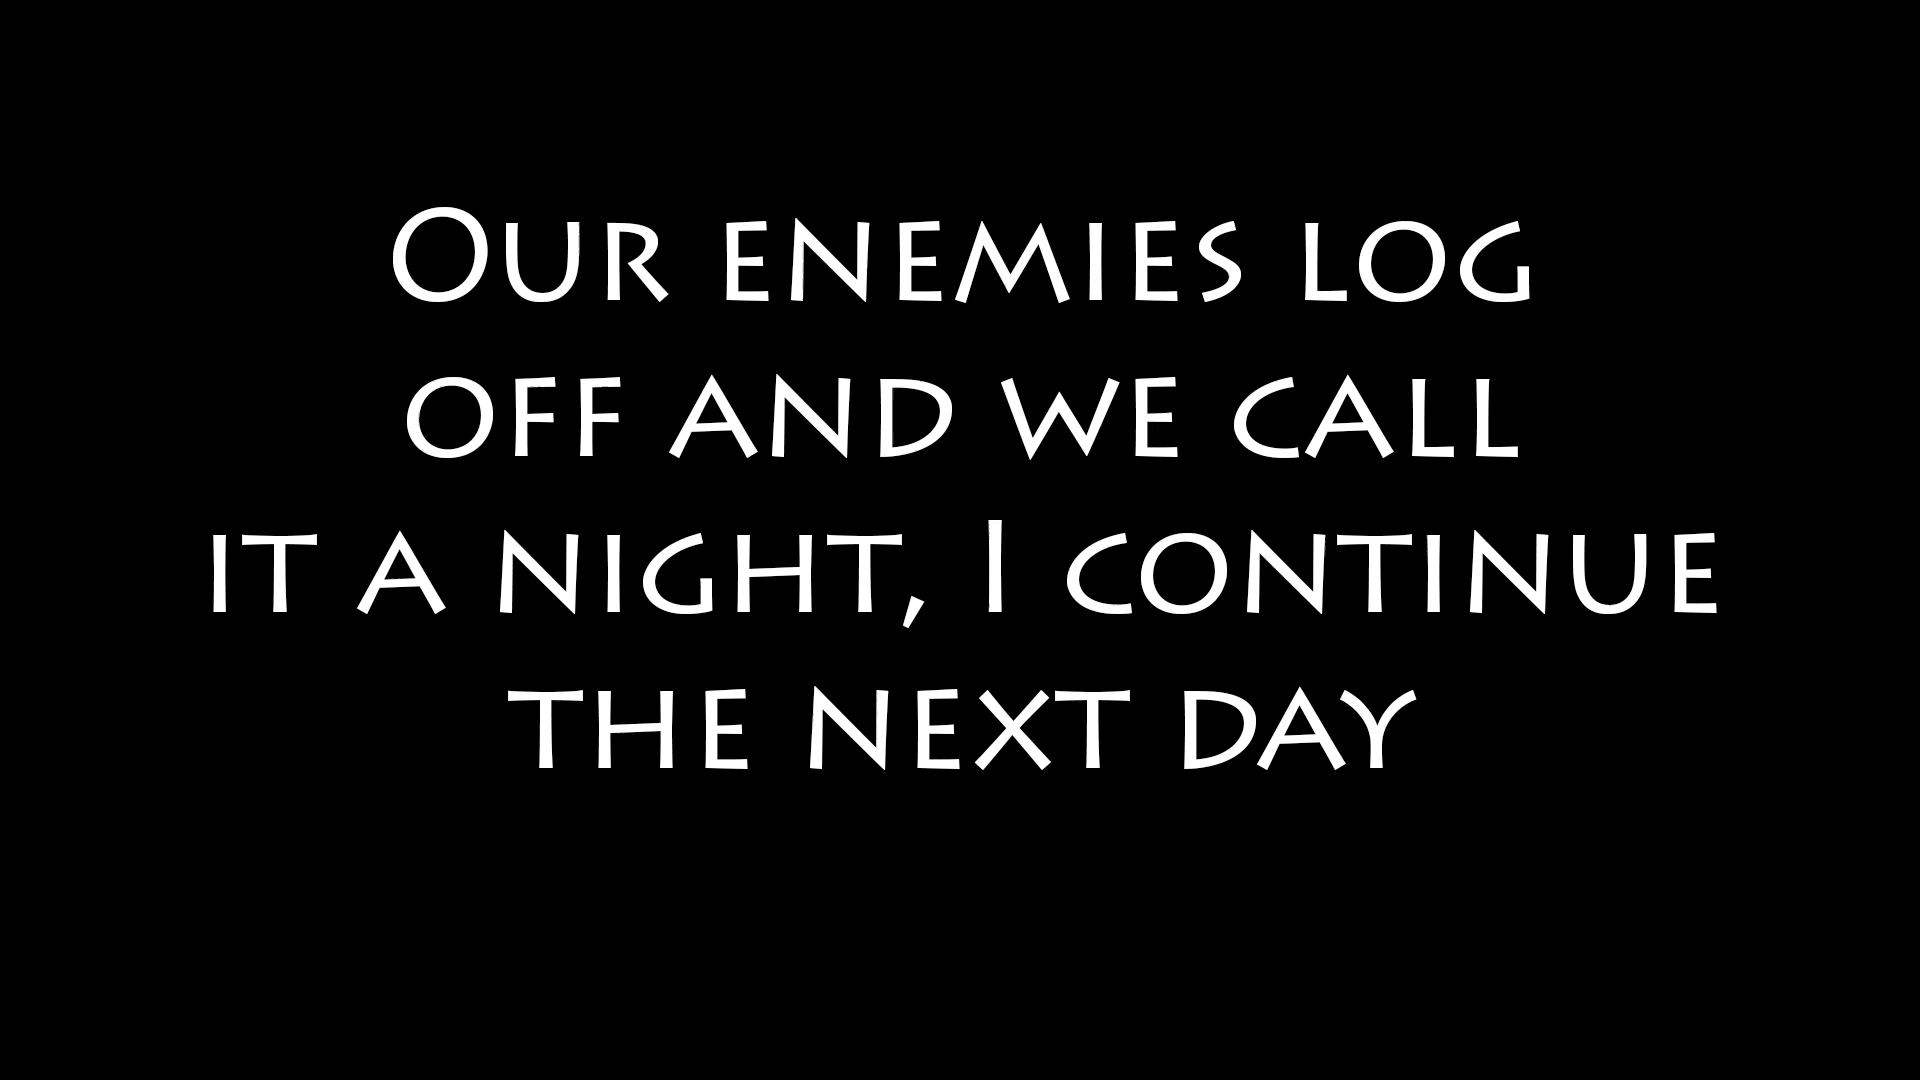 Our enemies log
off and we call
it a night, I continue
the next day